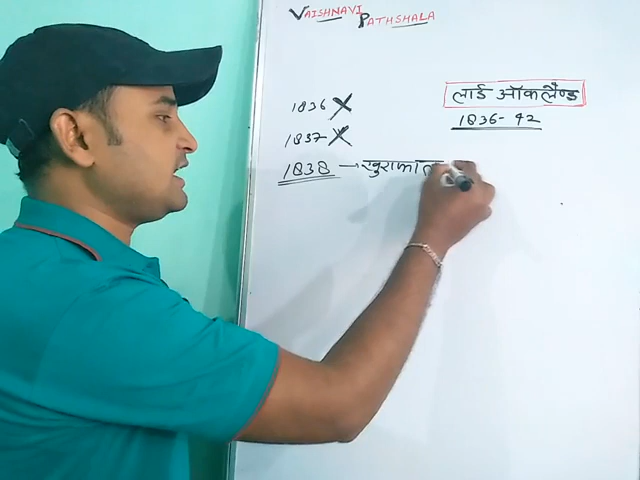 VAISHNAVI PATHSHALA
लार्ड ऑकलैण्ड
1836-42
1836 X
1837 X
1838 → खुराफात